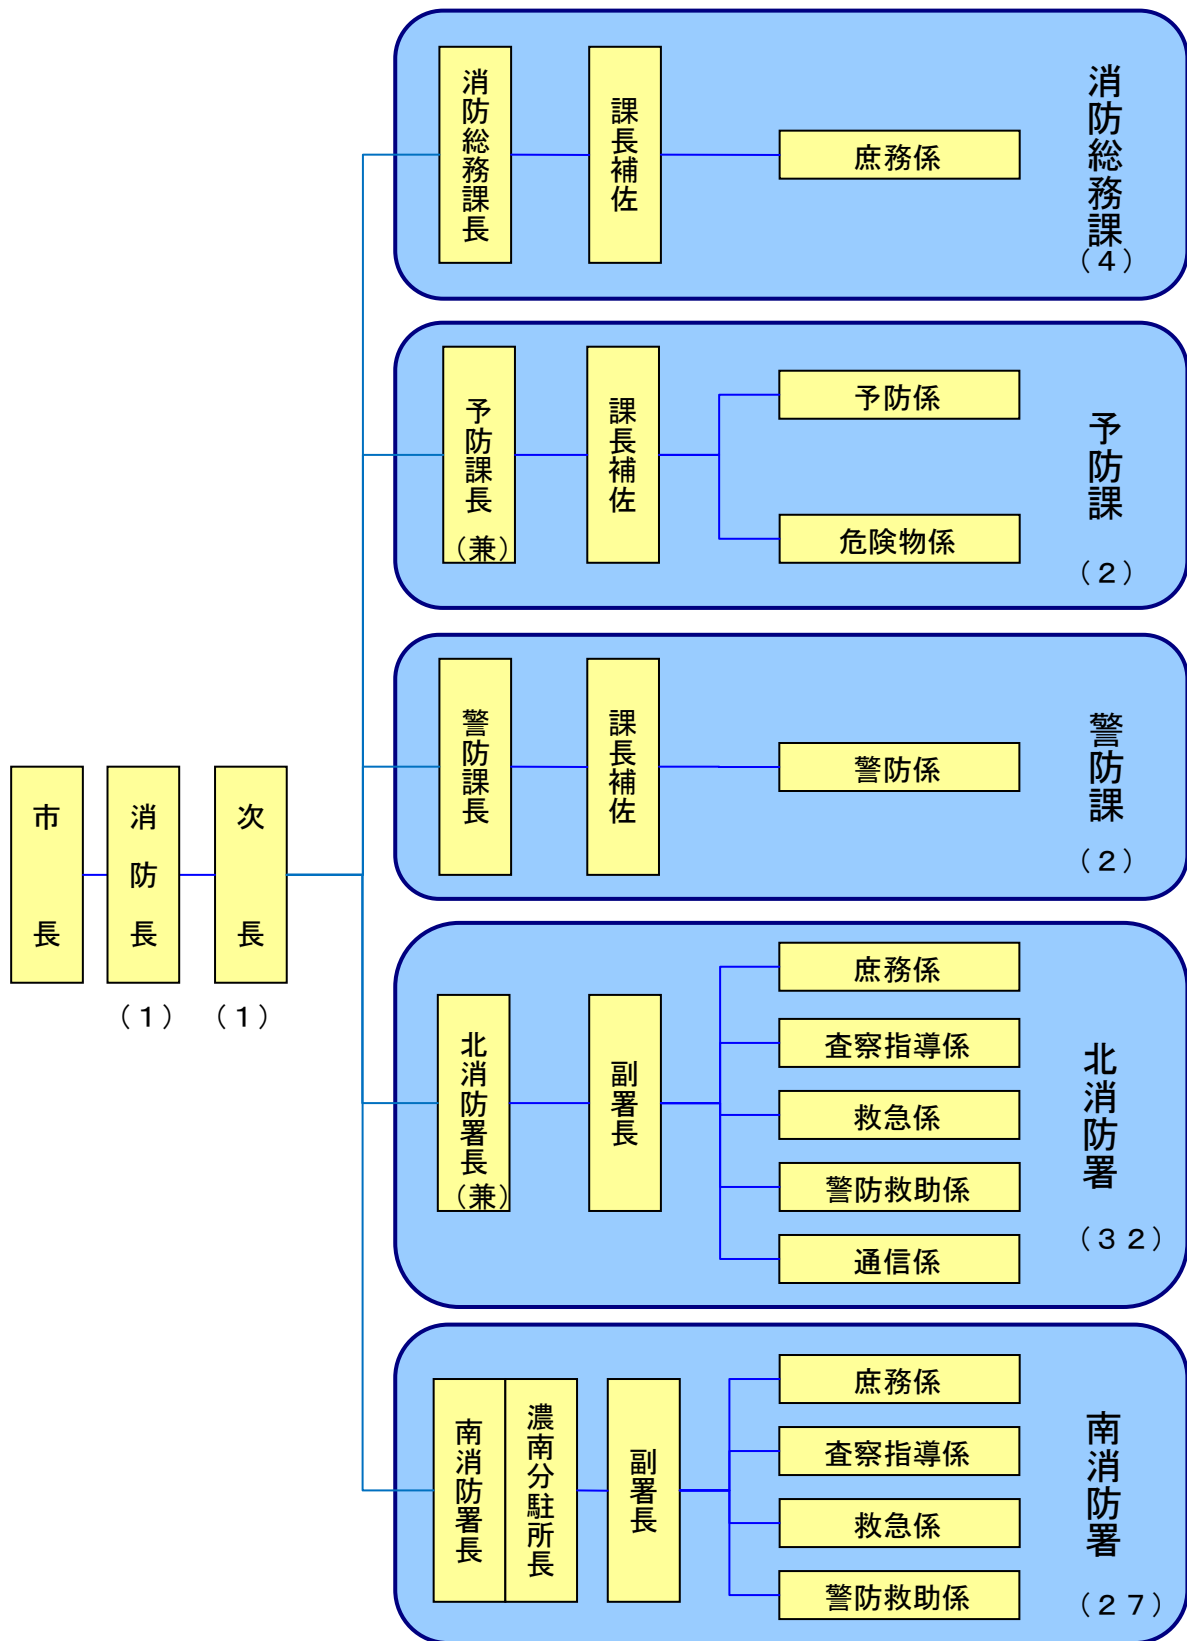 市長
消防長
（１）
次長
（１）
消防総務課長
課長補佐
庶務係
消防総務課
（４）
予防課長
（兼）
課長補佐
予防係
危険物係
予防課
（２）
警防課長
課長補佐
警防係
警防課
（２）
北消防署長
（兼）
副署長
庶務係
査察指導係
救急係
警防救助係
通信係
北消防署
（３２）
南消防署長
濃南分駐所長
副署長
庶務係
査察指導係
救急係
警防救助係
南消防署
（２７）